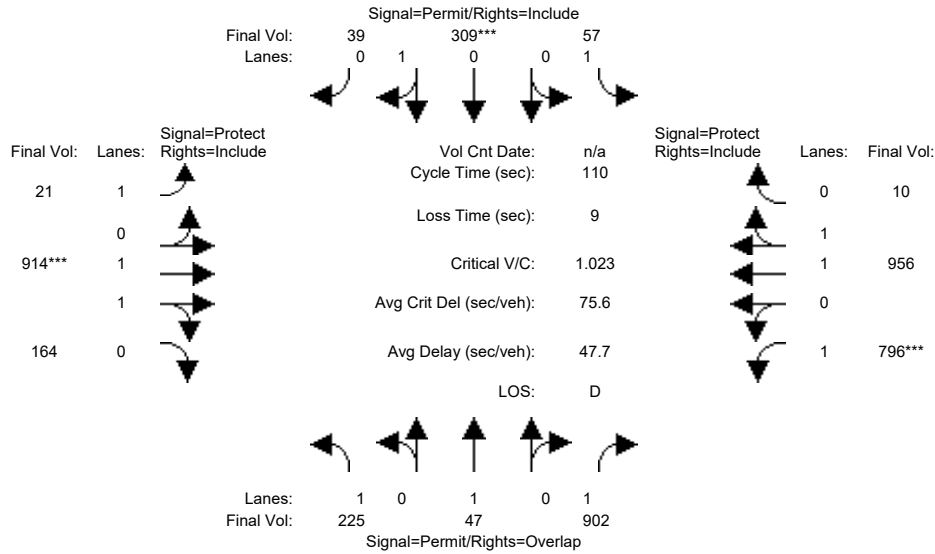 Signal=Permit/Rights=Include
Final Vol: 39 309*** 57
Lanes: 0 1 0 0 1
Signal=Protect
Final Vol: Lanes: Rights=Include
Vol Cnt Date: n/a
Signal=Protect
Rights=Include Lanes: Final Vol:
Cycle Time (sec): 110
21 1
0 10
Loss Time (sec): 9
0
1
914*** 1
Critical V/C: 1.023
1 956
1
Avg Crit Del (sec/veh): 75.6
0
164 0
Avg Delay (sec/veh): 47.7
1 796***
LOS: D
Lanes: 1 0 1 0 1
Final Vol: 225 47 902
Signal=Permit/Rights=Overlap